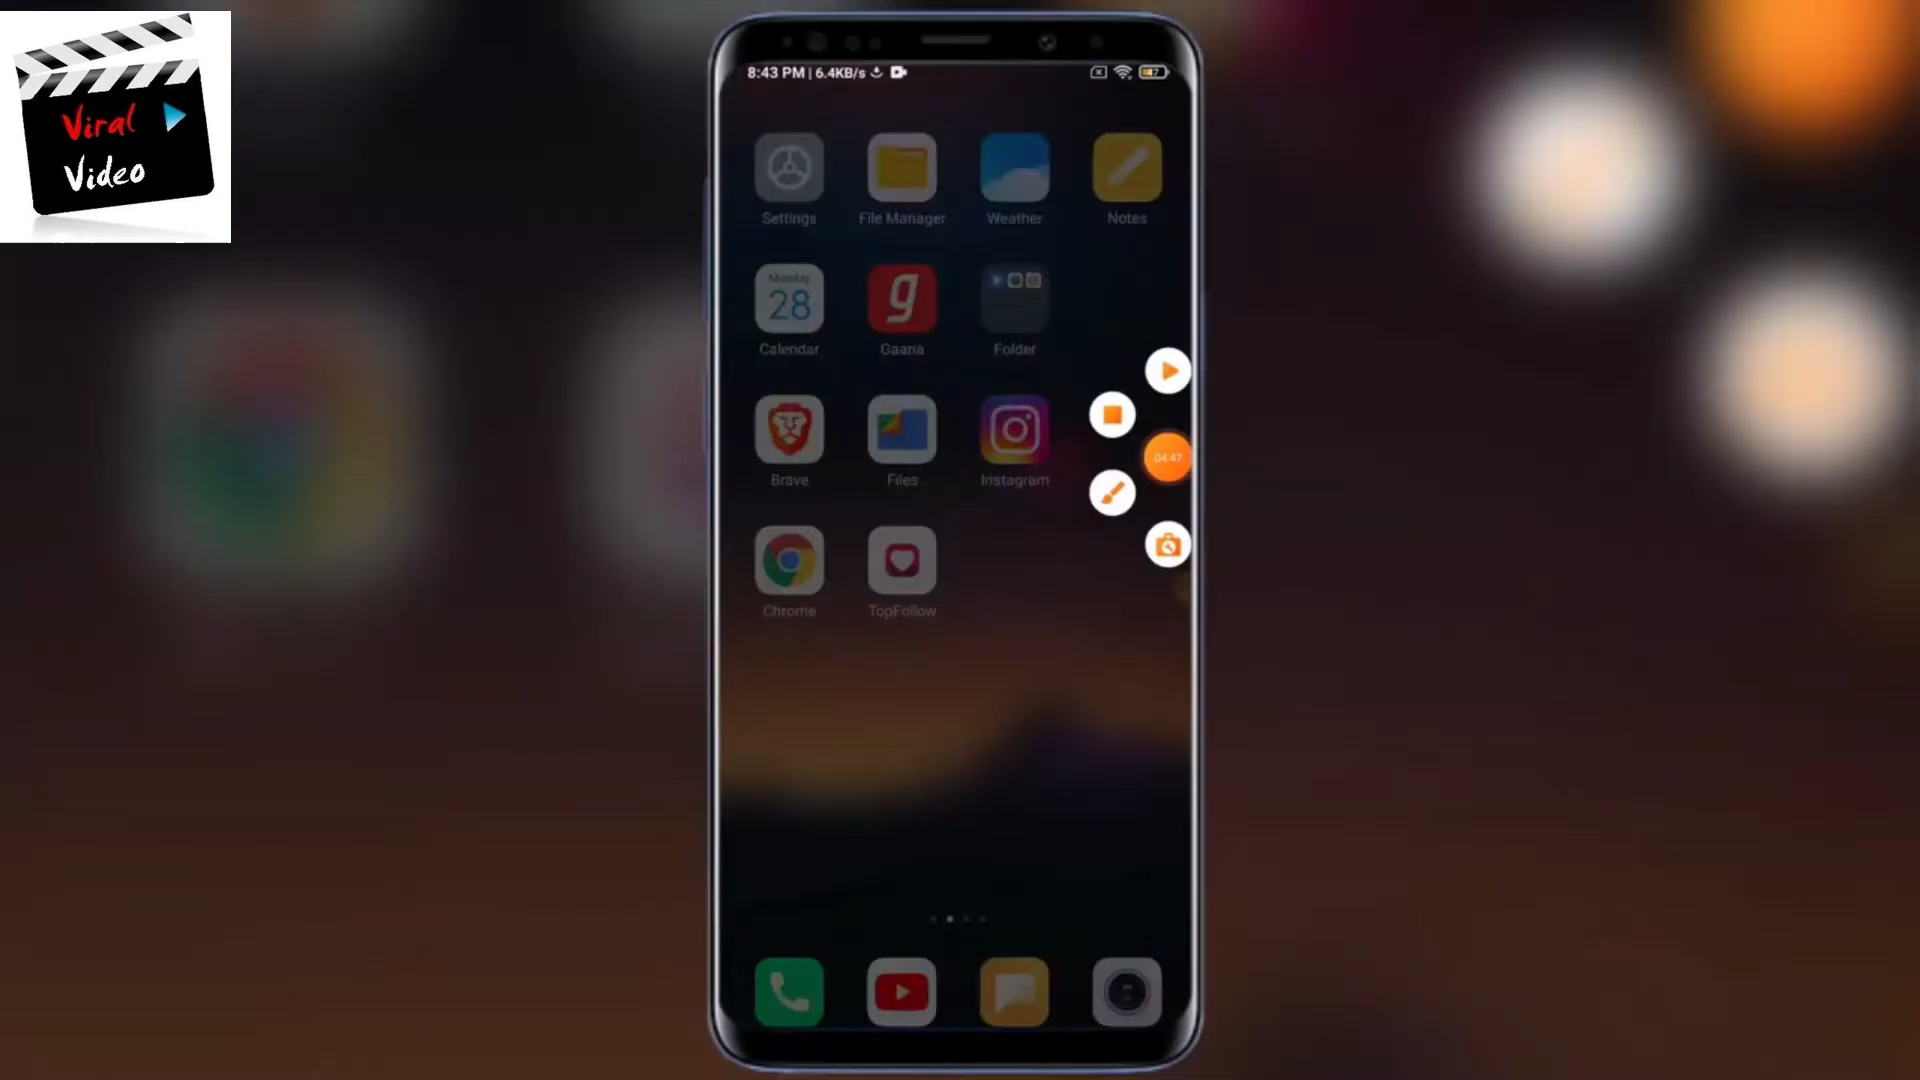 Viral
Video
8:43 PM | 6.4KB/s
47
Settings
File Manager
Weather
Notes
Monday
28
Calendar
g
Gaana
Folder
Brave
Files
Instagram
04:47
Chrome
TopFollow